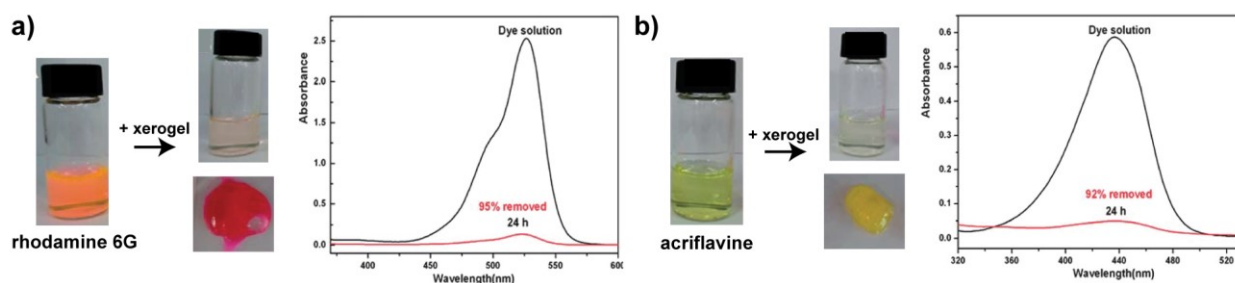 a)
+ xerogel
rhodamine 6G
Dye solution
Absorbance
2.5
2.0
1.5
1.0
0.5
0.0
95% removed
24 h
400
450
500
550
600
Wavelength(nm)
b)
+ xerogel
acriflavine
Dye solution
Absorbance
0.6
0.5
0.4
0.3
0.2
0.1
0.0
92% removed
24 h
320
360
400
440
480
520
Wavelength(nm)